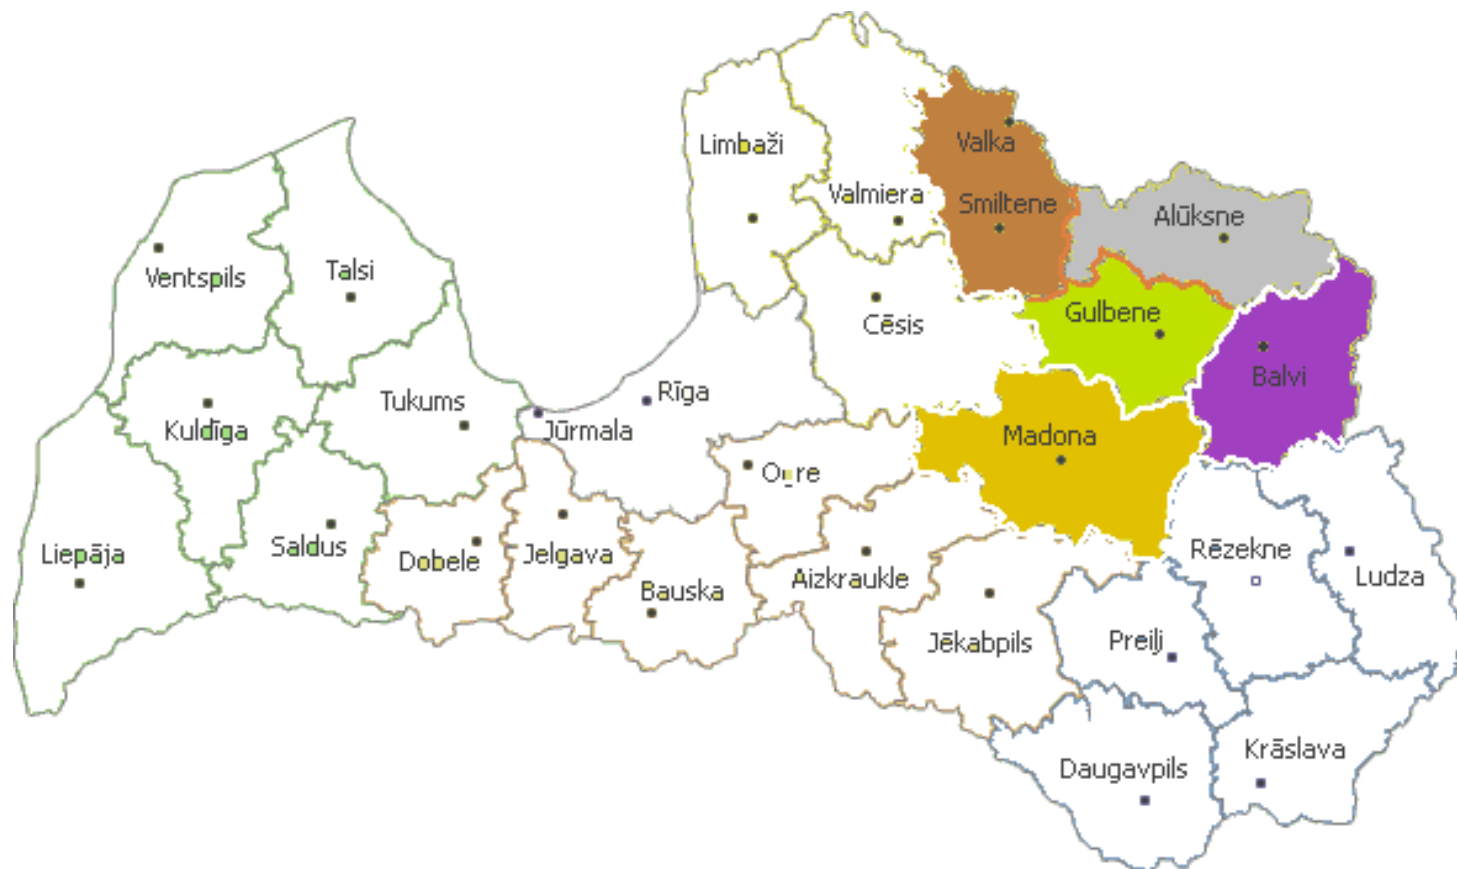 Limbaži
Valka
Valmiera
Smiltene
Alūksne
Ventspils
Talsi
Cēsis
Gulbene
Balvi
Tukums
Rīga
Kuldīga
Jūrmala
Madona
Ogre
Liepāja
Saldus
Dobele
Jelgava
Bauska
Aizkraukle
Rēzekne
Ludza
Jēkabpils
Preiļi
Daugavpils
Krāslava